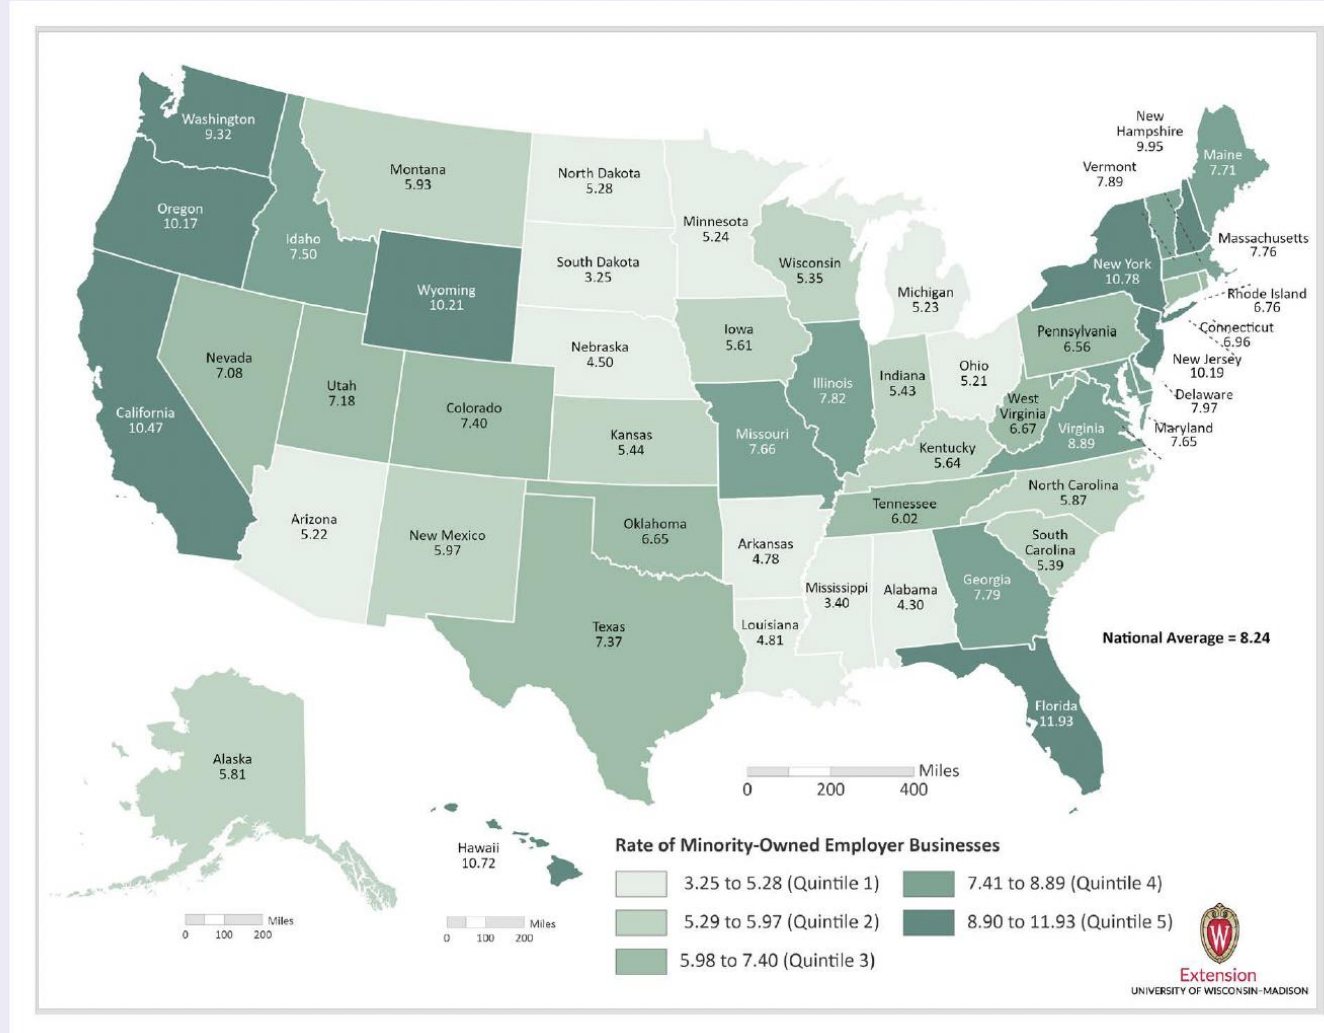 Washington
9.32
Oregon
10.17
California
10.47
Idaho
7.50
Nevada
7.08
Montana
5.93
Wyoming
10.21
Utah
7.18
Colorado
7.40
Arizona
5.22
New Mexico
5.97
North Dakota
5.28
South Dakota
3.25
Nebraska
4.50
Kansas
5.44
Oklahoma
6.65
Texas
7.37
Minnesota
5.24
Iowa
5.61
Missouri
7.66
Arkansas
4.78
Louisiana
4.81
Wisconsin
5.35
Illinois
7.82
Michigan
5.23
Indiana
5.43
Ohio
5.21
Kentucky
5.64
Tennessee
6.02
Mississippi
3.40
Alabama
4.30
Georgia
7.79
Florida
11.93
South
Carolina
5.39
North Carolina
5.87
Virginia
8.89
West
Virginia
6.67
Pennsylvania
6.56
New York
10.78
Vermont
7.89
New
Hampshire
9.95
Maine
7.71
Massachusetts
7.76
Rhode Island
6.76
Connecticut
6.96
New Jersey
10.19
Delaware
7.97
Maryland
7.65
National Average = 8.24
Alaska
5.81
Hawaii
10.72
Miles
0 200 400
Miles
0 100 200
Miles
0 100 200
Rate of Minority-Owned Employer Businesses
3.25 to 5.28 (Quintile 1)
5.29 to 5.97 (Quintile 2)
5.98 to 7.40 (Quintile 3)
7.41 to 8.89 (Quintile 4)
8.90 to 11.93 (Quintile 5)
W
Extension
UNIVERSITY OF WISCONSIN–MADISON